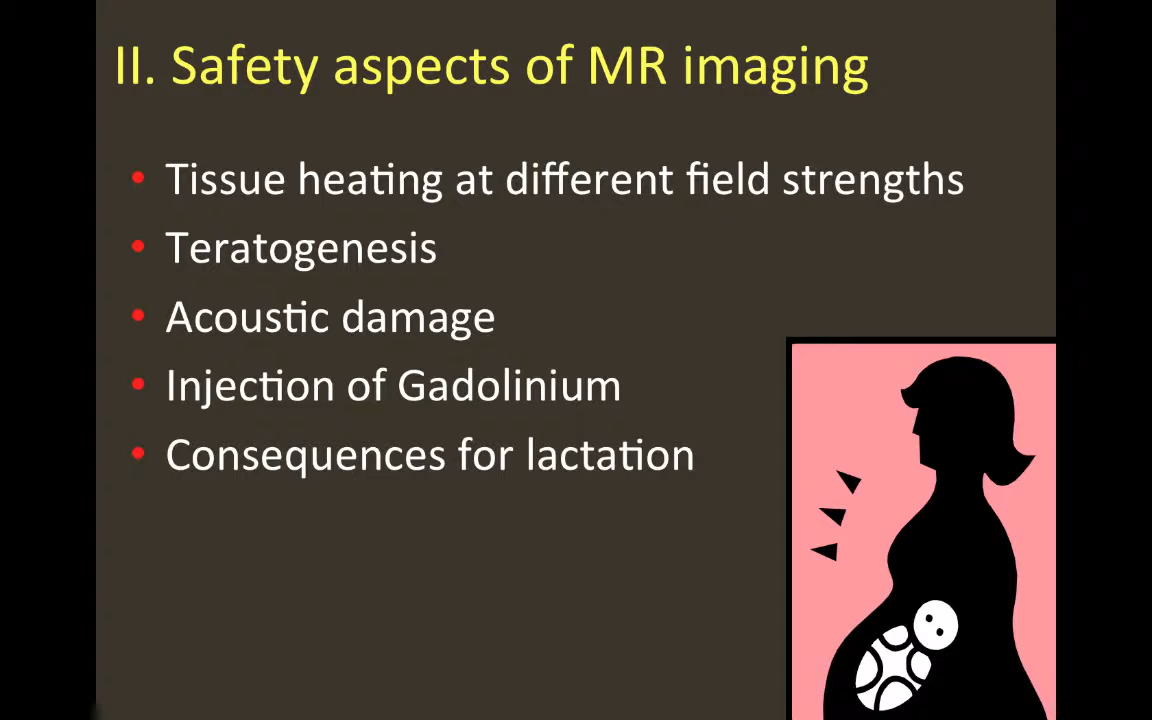 II. Safety aspects of MR imaging
• Tissue heating at different field strengths
• Teratogenesis
• Acoustic damage
• Injection of Gadolinium
• Consequences for lactation